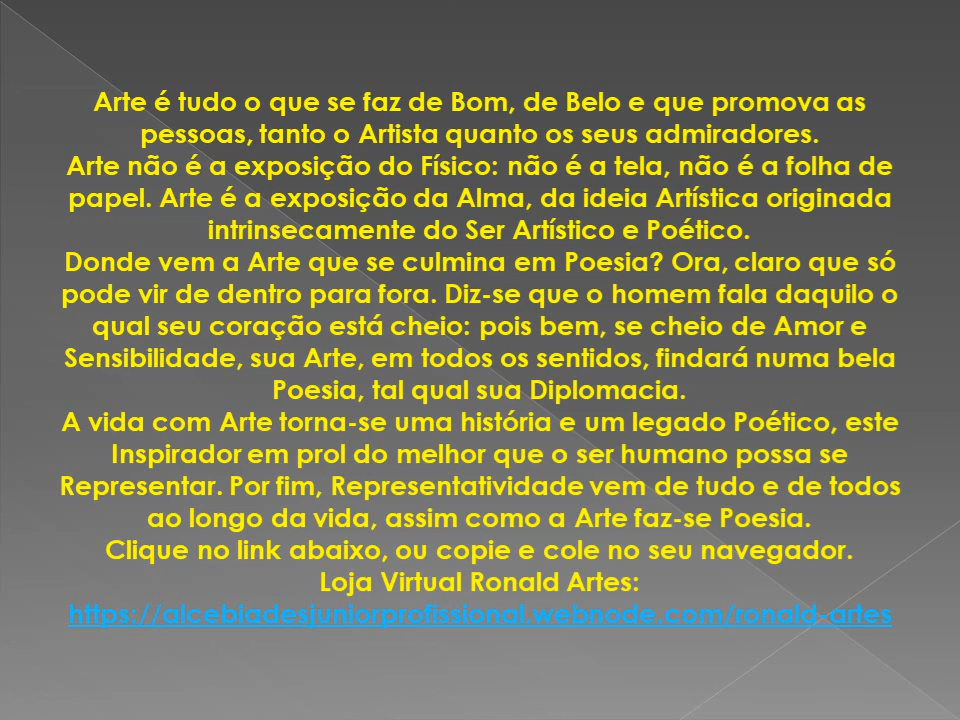 Arte é tudo o que se faz de Bom, de Belo e que promova as
pessoas, tanto o Artista quanto os seus admiradores.
Arte não é a exposição do Físico: não é a tela, não é a folha de
papel. Arte é a exposição da Alma, da ideia Artística originada
intrinsecamente do Ser Artístico e Poético.
Donde vem a Arte que se culmina em Poesia? Ora, claro que só
pode vir de dentro para fora. Diz-se que o homem fala daquilo o
qual seu coração está cheio: pois bem, se cheio de Amor e
Sensibilidade, sua Arte, em todos os sentidos, findará numa bela
Poesia, tal qual sua Diplomacia.
A vida com Arte torna-se uma história e um legado Poético, este
Inspirador em prol do melhor que o ser humano possa se
Representar. Por fim, Representatividade vem de tudo e de todos
ao longo da vida, assim como a Arte faz-se Poesia.
Clique no link abaixo, ou copie e cole no seu navegador.
Loja Virtual Ronald Artes:
https://alcebiadesjuniorprofissional.webnode.com/ronald-artes